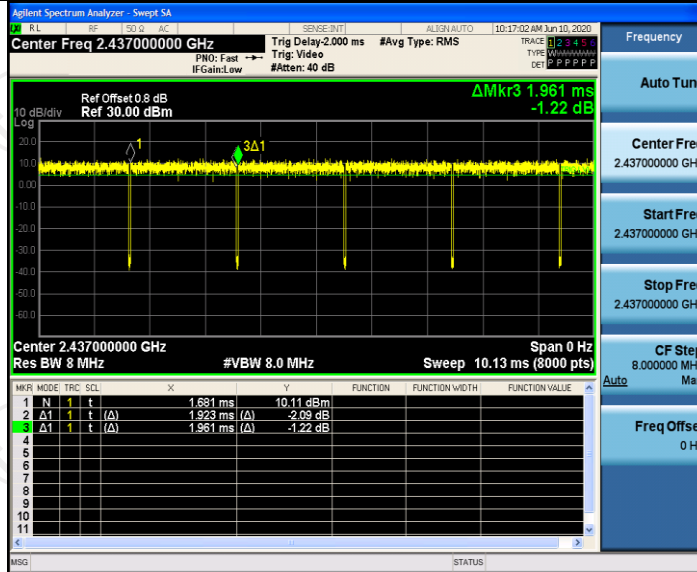 Agilent Spectrum Analyzer - Swept SA
RL RF 50 Ω AC SENSE:INT ALIGN AUTO 10:17:02 AM Jun 10, 2020
Center Freq 2.437000000 GHz
PNO: Fast
IFGain:Low
Trig Delay-2.000 ms
Trig: Video
#Atten: 40 dB
#Avg Type: RMS
TRACE 1 2 3 4 5 6
TYPE
DET P P P P P
Ref Offset 0.8 dB
10 dB/div Ref 30.00 dBm
Log
ΔMkr3 1.961 ms
-1.22 dB
20.0
10.0
0.00
-10.0
-20.0
-30.0
-40.0
-50.0
-60.0
1
3Δ1
Center 2.437000000 GHz Span 0 Hz
Res BW 8 MHz #VBW 8.0 MHz Sweep 10.13 ms (8000 pts)
MKR MODE TRC SCL X Y FUNCTION FUNCTION WIDTH FUNCTION VALUE
1 N 1 t 1.681 ms 10.11 dBm
2 Δ1 1 t (Δ) 1.923 ms (Δ) -2.09 dB
3 Δ1 1 t (Δ) 1.961 ms (Δ) -1.22 dB
4
5
6
7
8
9
10
11
MSG STATUS
Frequency
Auto Tun
Center Fre
2.437000000 GH
Start Fre
2.437000000 GH
Stop Fre
2.437000000 GH
CF Ste
8.000000 MH
Auto Ma
Freq Offse
0 H